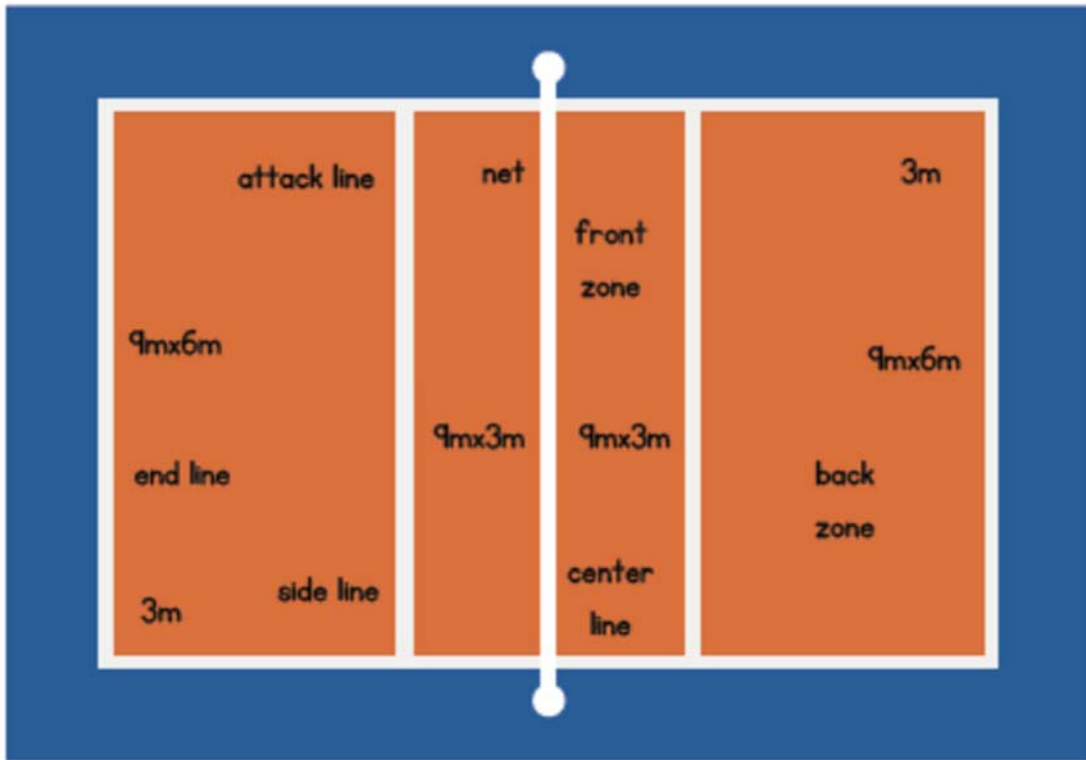 attack line
net
3m
front
zone
9mx6m
9mx6m
9mx3m
9mx3m
end line
back
zone
center
line
side line
3m